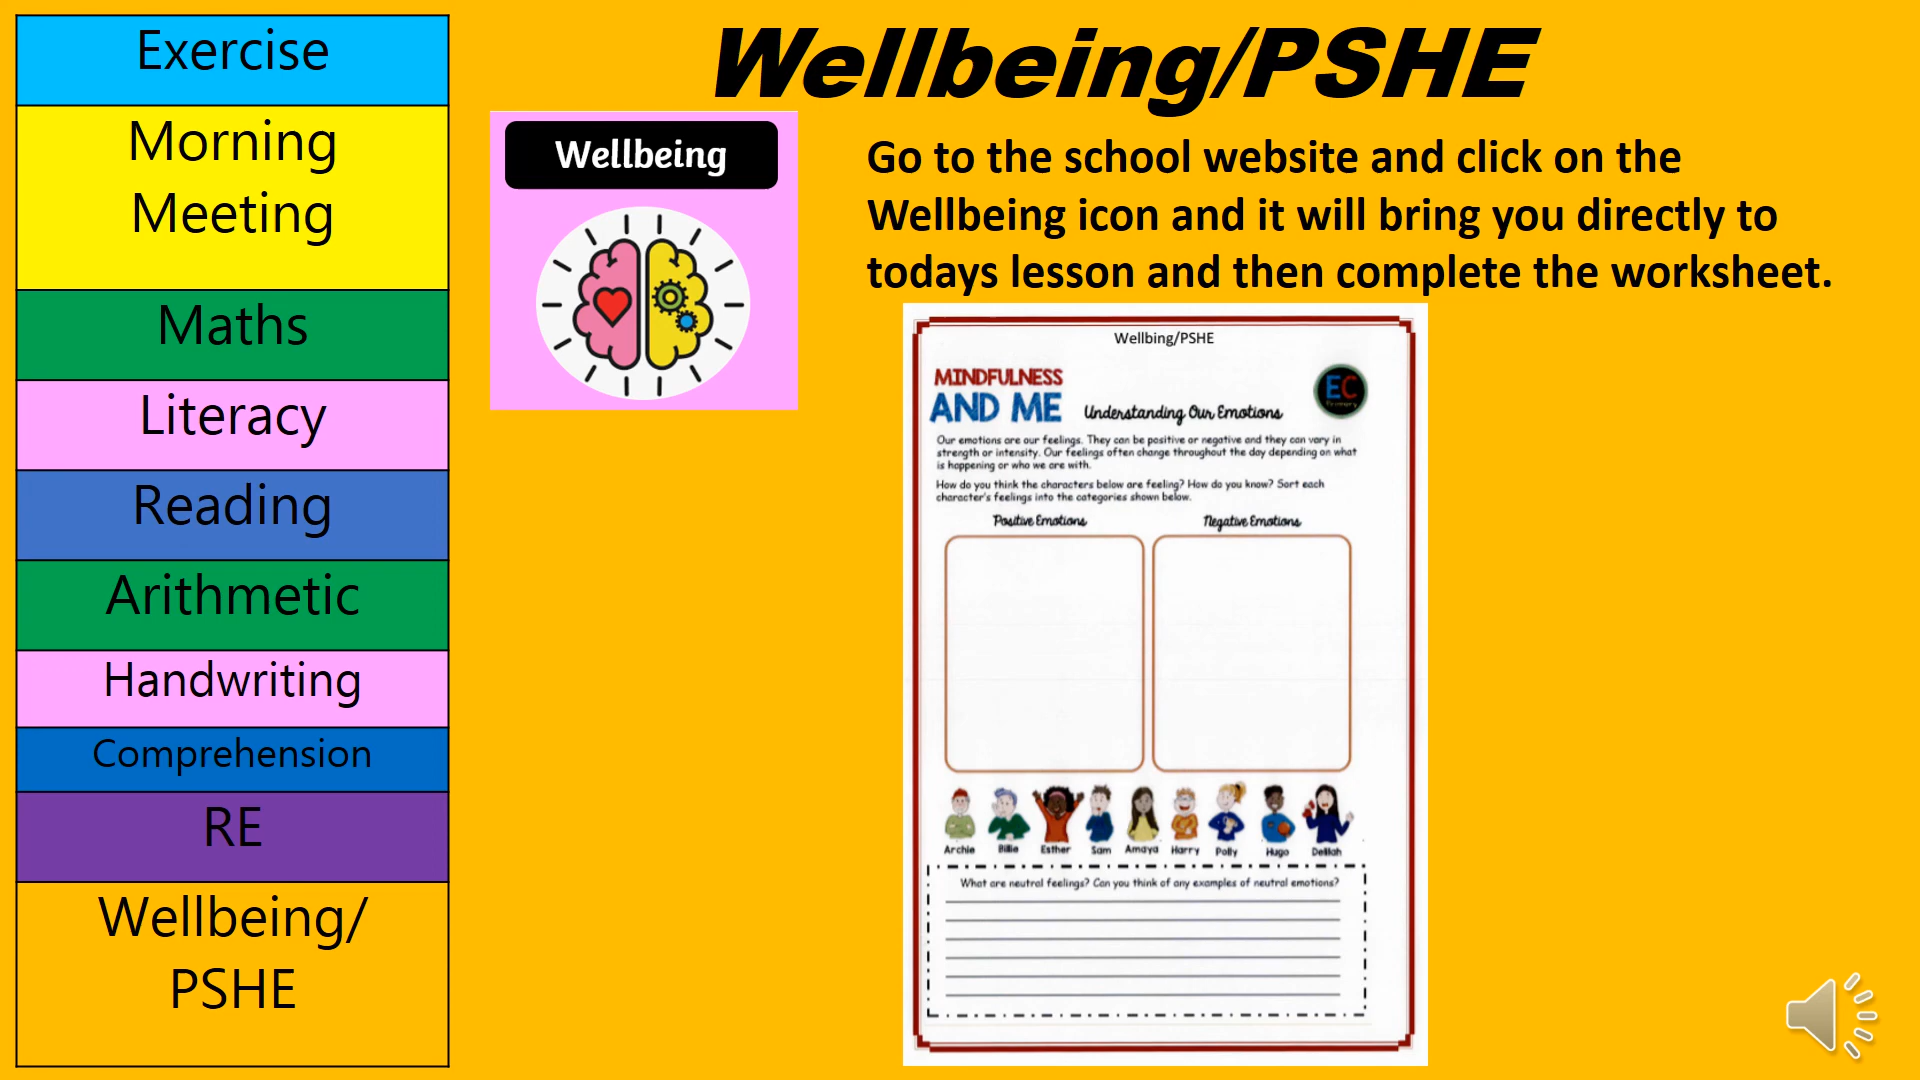 Exercise
Morning
Meeting
Maths
Literacy
Reading
Arithmetic
Handwriting
Comprehension
RE
Wellbeing/
PSHE
Wellbeing/PSHE
Wellbeing
Go to the school website and click on the
Wellbeing icon and it will bring you directly to
todays lesson and then complete the worksheet.
Wellbing/PSHE
MINDFULNESS
AND ME
Understanding Our Emotions
EC
Primary
Our emotions are our feelings. They can be positive or negative and they can vary in
strength or intensity. Our feelings often change throughout the day depending on what
is happening or who we are with.
How do you think the characters below are feeling? How do you know? Sort each
character's feelings into the categories shown below.
Positive Emotions
Negative Emotions
Archie Billie Esther Sam Amaya Harry Polly Hugo Delilah
What are neutral feelings? Can you think of any examples of neutral emotions?